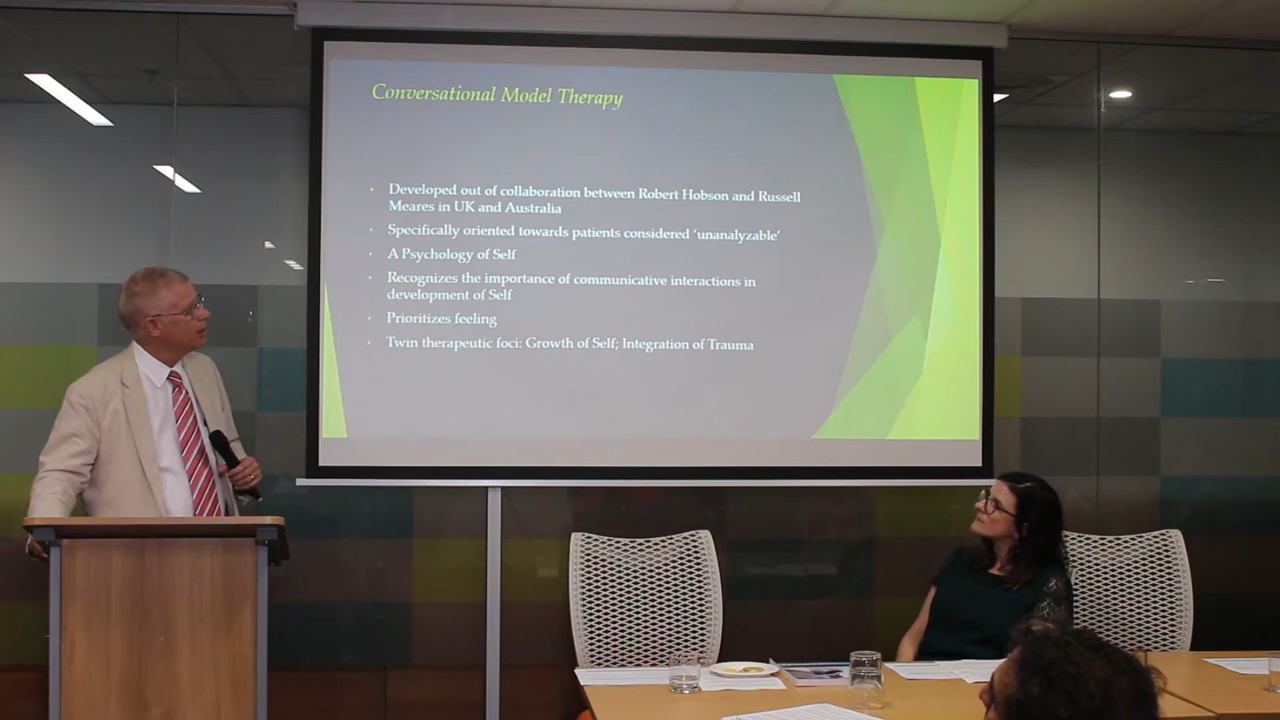 Conversational Model Therapy
· Developed out of collaboration between Robert Hobson and Russell
Meares in UK and Australia
· Specifically oriented towards patients considered ‘unanalyzable’
· A Psychology of Self
· Recognizes the importance of communicative interactions in
development of Self
· Prioritizes feeling
· Twin therapeutic foci: Growth of Self; Integration of Trauma